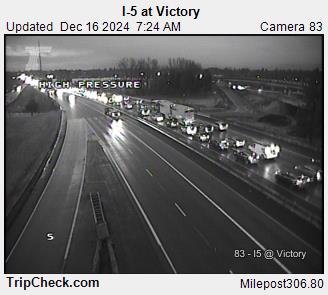 I-5 at Victory
Updated Dec 16 2024 7:24 AM Camera 83
HIGH PRESSURE
S
83 - I5 @ Victory
TripCheck.com Milepost306.80